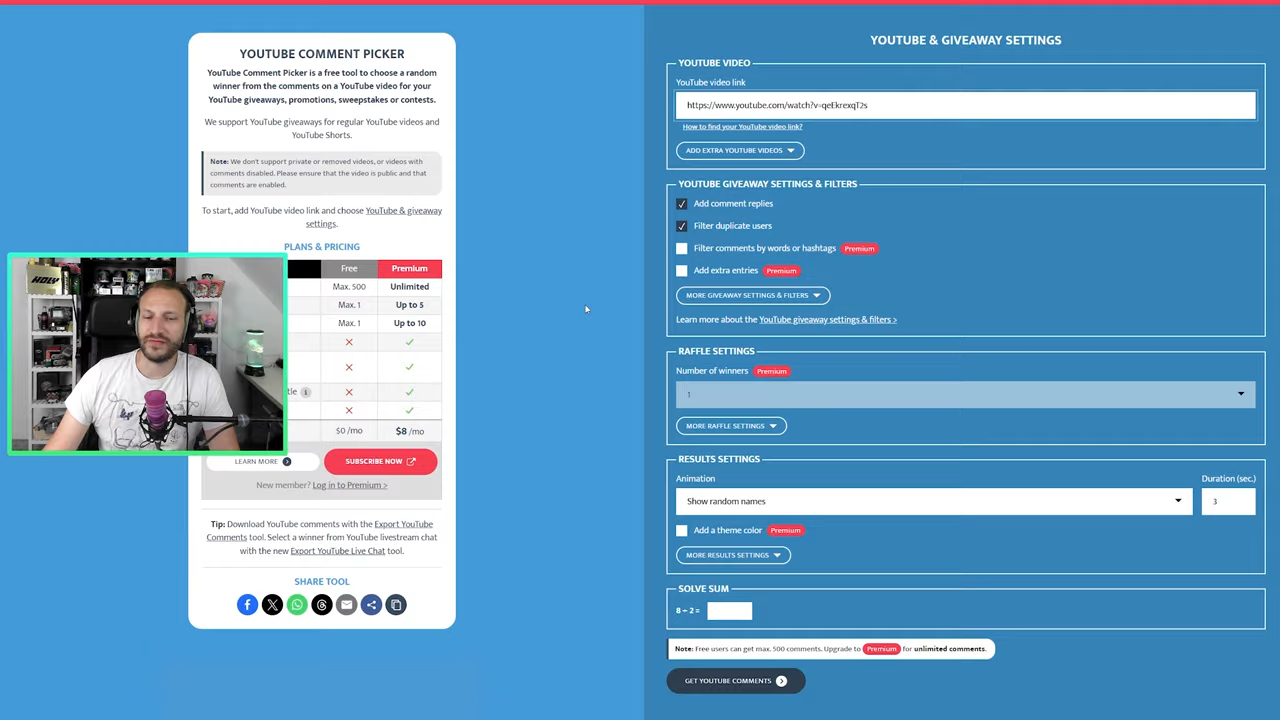 YOUTUBE COMMENT PICKER
YouTube Comment Picker is a free tool to choose a random
winner from the comments on a YouTube video for your
YouTube giveaways, promotions, sweepstakes or contests.
We support YouTube giveaways for regular YouTube videos and
YouTube Shorts.
Note: We don't support private or removed videos, or videos with
comments disabled. Please ensure that the video is public and that
comments are enabled.
To start, add YouTube video link and choose YouTube & giveaway
settings.
PLANS & PRICING
Free Premium
Max. 500 Unlimited
Max. 1 Up to 5
Max. 1 Up to 10
tle i
$0 /mo $8 /mo
LEARN MORE
SUBSCRIBE NOW
New member? Log in to Premium >
Tip: Download YouTube comments with the Export YouTube
Comments tool. Select a winner from YouTube livestream chat
with the new Export YouTube Live Chat tool.
SHARE TOOL
HOLY
YOUTUBE & GIVEAWAY SETTINGS
YOUTUBE VIDEO
YouTube video link
https://www.youtube.com/watch?v=qeEkrexqT2s
How to find your YouTube video link?
ADD EXTRA YOUTUBE VIDEOS
YOUTUBE GIVEAWAY SETTINGS & FILTERS
Add comment replies
Filter duplicate users
Filter comments by words or hashtags Premium
Add extra entries Premium
MORE GIVEAWAY SETTINGS & FILTERS
Learn more about the YouTube giveaway settings & filters >
RAFFLE SETTINGS
Number of winners Premium
1
MORE RAFFLE SETTINGS
RESULTS SETTINGS
Animation Duration (sec.)
Show random names 3
Add a theme color Premium
MORE RESULTS SETTINGS
SOLVE SUM
8 ÷ 2 =
Note: Free users can get max. 500 comments. Upgrade to Premium for unlimited comments.
GET YOUTUBE COMMENTS